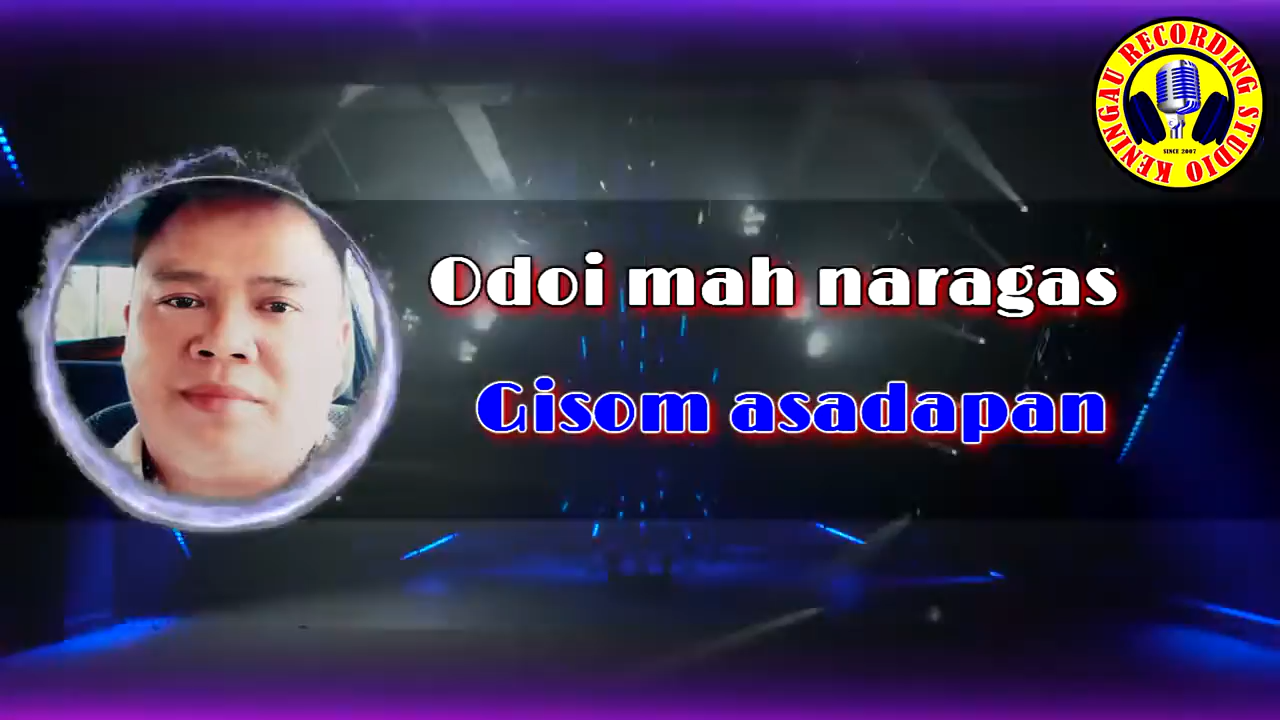 KENINGAU RECORDING STUDIO
SINCE 2007
Odoi mah naragas
Gisom asadapan